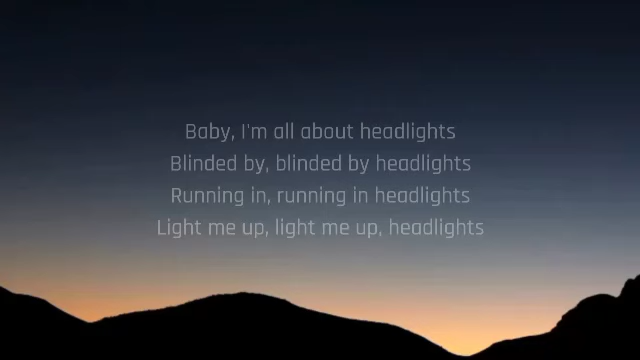 Baby, I'm all about headlights
Blinded by, blinded by headlights
Running in, running in headlights
Light me up, light me up, headlights